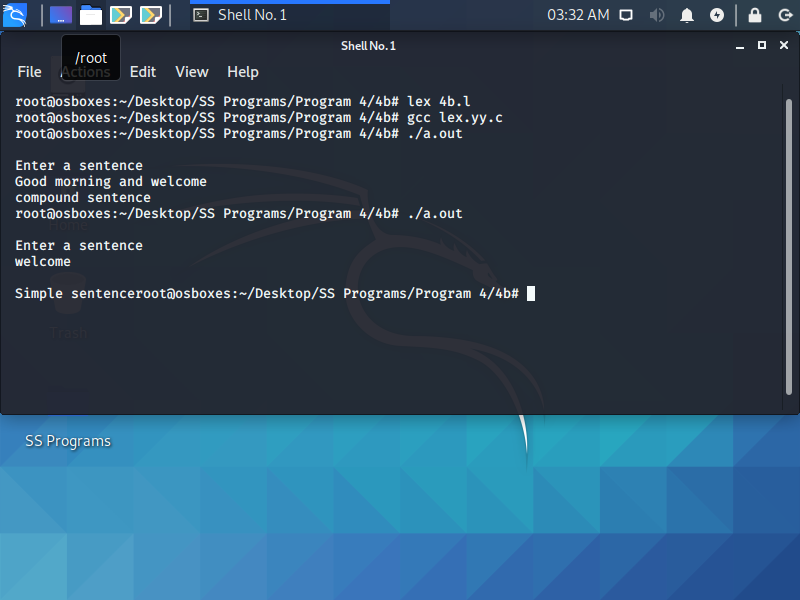 Shell No. 1
03:32 AM
Shell No. 1
/root
File Actions Edit View Help
root@osboxes:~/Desktop/SS Programs/Program 4/4b# lex 4b.l
root@osboxes:~/Desktop/SS Programs/Program 4/4b# gcc lex.yy.c
root@osboxes:~/Desktop/SS Programs/Program 4/4b# ./a.out
Enter a sentence
Good morning and welcome
compound sentence
root@osboxes:~/Desktop/SS Programs/Program 4/4b# ./a.out
Enter a sentence
welcome
Simple sentenceroot@osboxes:~/Desktop/SS Programs/Program 4/4b#
Home
Trash
SS Programs